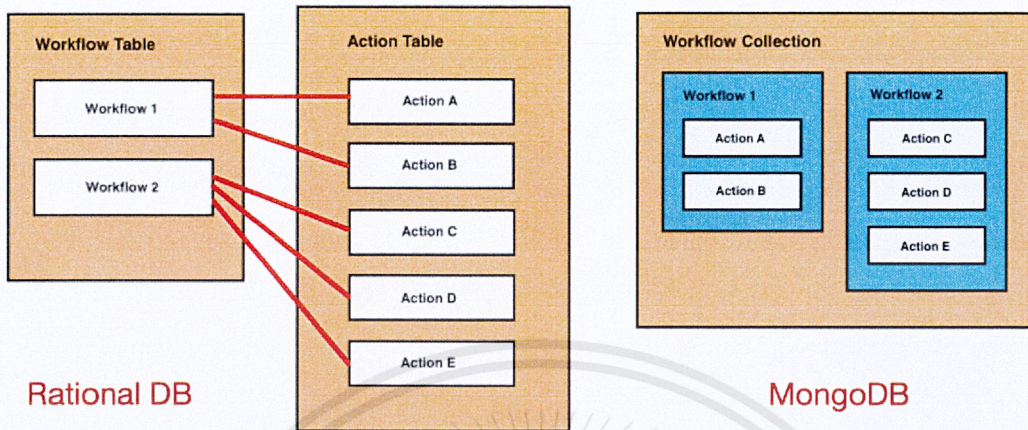 Workflow Table
Workflow 1
Workflow 2
Action Table
Action A
Action B
Action C
Action D
Action E
Rational DB
Workflow Collection
Workflow 1
Action A
Action B
Workflow 2
Action C
Action D
Action E
MongoDB